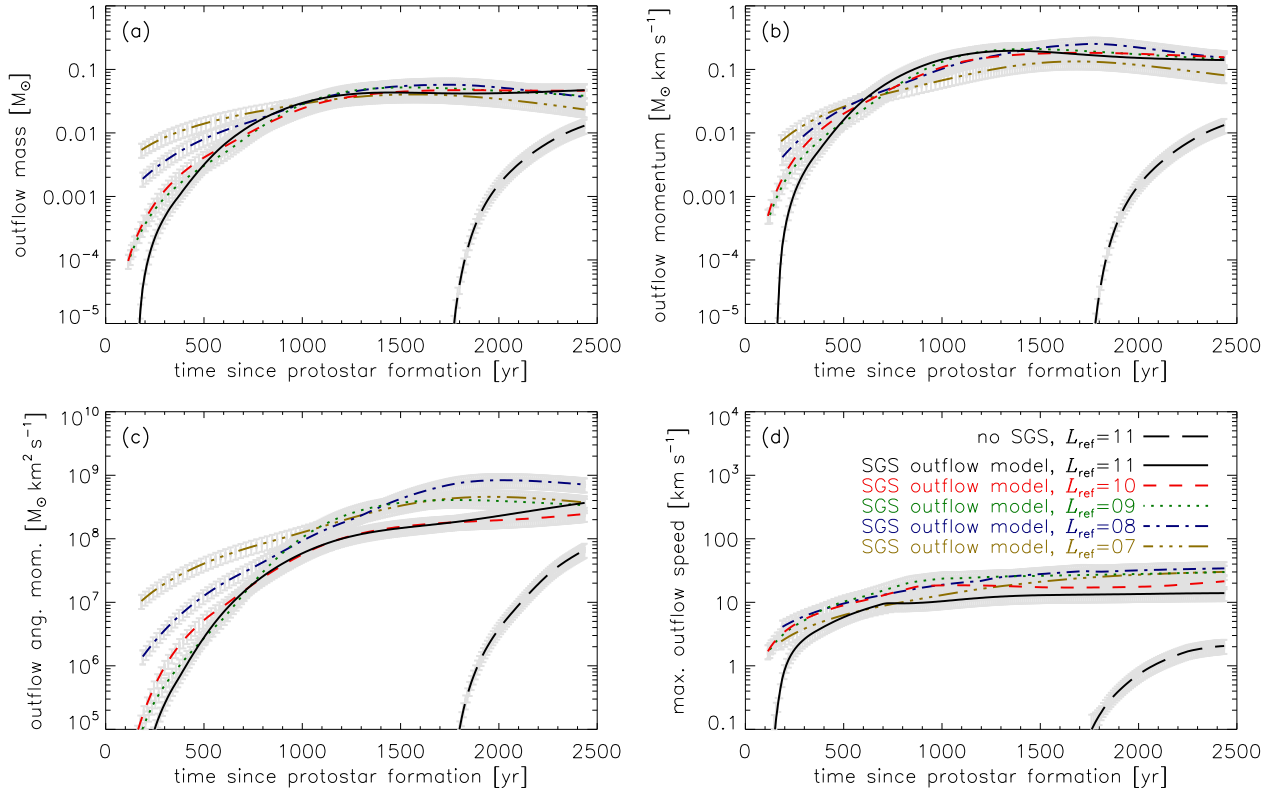 (a)
outflow mass [M☉]
1
0.1
0.01
0.001
10⁻⁴
10⁻⁵
0 500 1000 1500 2000 2500
time since protostar formation [yr]
(b)
outflow momentum [M☉ km s⁻¹]
1
0.1
0.01
0.001
10⁻⁴
10⁻⁵
0 500 1000 1500 2000 2500
time since protostar formation [yr]
(c)
outflow ang. mom. [M☉ km² s⁻¹]
10¹⁰
10⁹
10⁸
10⁷
10⁶
10⁵
0 500 1000 1500 2000 2500
time since protostar formation [yr]
(d)
max. outflow speed [km s⁻¹]
10⁴
10³
100
10
1
0.1
no SGS, L_ref=11
SGS outflow model, L_ref=11
SGS outflow model, L_ref=10
SGS outflow model, L_ref=09
SGS outflow model, L_ref=08
SGS outflow model, L_ref=07
0 500 1000 1500 2000 2500
time since protostar formation [yr]